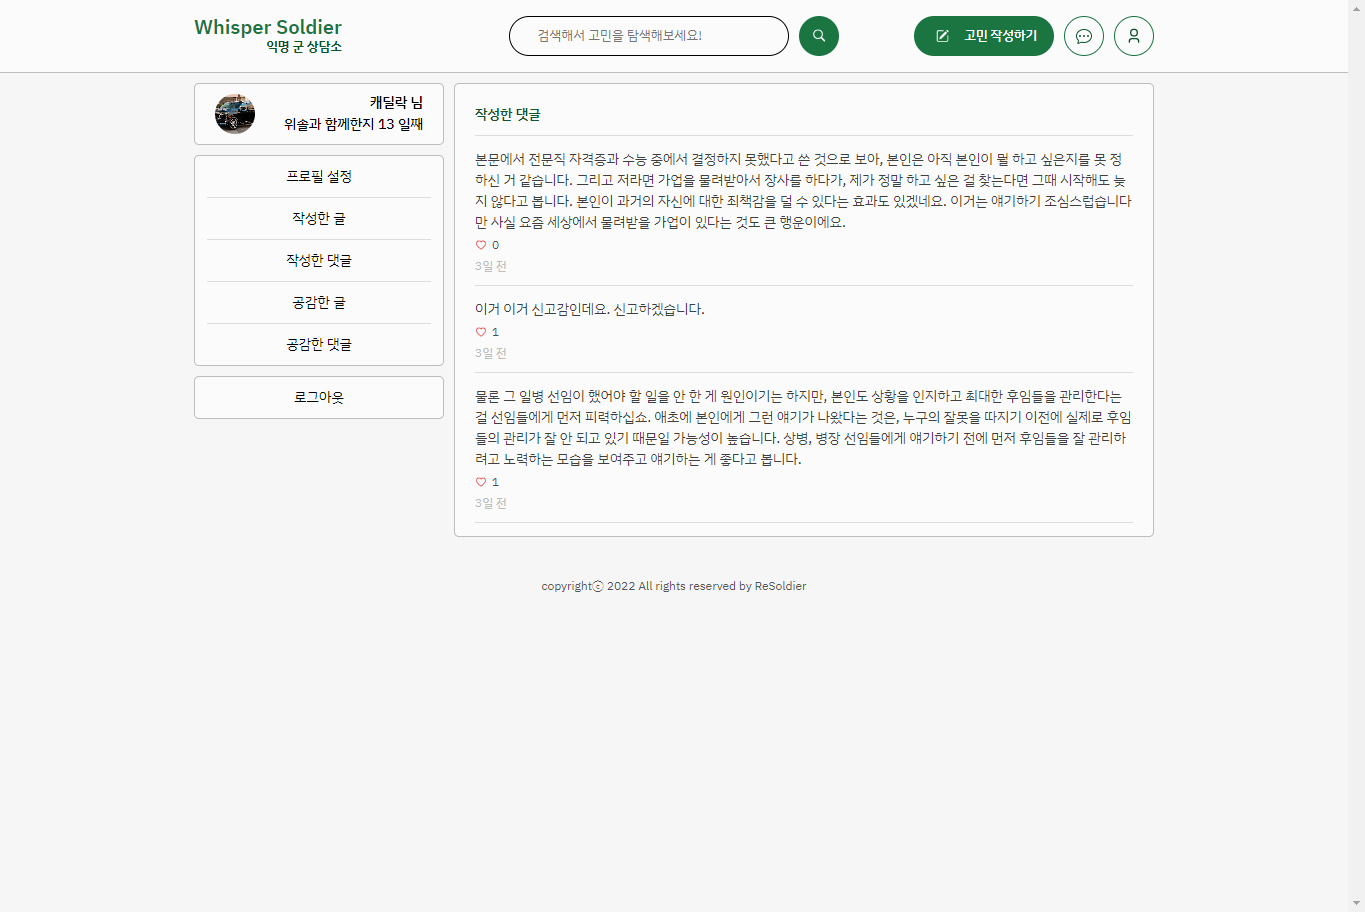 Whisper Soldier
익명 군 상담소
검색해서 고민을 탐색해보세요!
고민 작성하기
캐딜락 님
위솔과 함께한지 13 일째
프로필 설정
작성한 글
작성한 댓글
공감한 글
공감한 댓글
로그아웃
작성한 댓글
본문에서 전문직 자격증과 수능 중에서 결정하지 못했다고 쓴 것으로 보아, 본인은 아직 본인이 뭘 하고 싶은지를 못 정
하신 거 같습니다. 그리고 저라면 가업을 물려받아서 장사를 하다가, 제가 정말 하고 싶은 걸 찾는다면 그때 시작해도 늦
지 않다고 봅니다. 본인이 과거의 자신에 대한 죄책감을 덜 수 있다는 효과도 있겠네요. 이거는 얘기하기 조심스럽습니다
만 사실 요즘 세상에서 물려받을 가업이 있다는 것도 큰 행운이에요.
0
3일 전
이거 이거 신고감인데요. 신고하겠습니다.
1
3일 전
물론 그 일병 선임이 했어야 할 일을 안 한 게 원인이기는 하지만, 본인도 상황을 인지하고 최대한 후임들을 관리한다는
걸 선임들에게 먼저 피력하십쇼. 애초에 본인에게 그런 얘기가 나왔다는 것은, 누구의 잘못을 따지기 이전에 실제로 후임
들의 관리가 잘 안 되고 있기 때문일 가능성이 높습니다. 상병, 병장 선임들에게 얘기하기 전에 먼저 후임들을 잘 관리하
려고 노력하는 모습을 보여주고 얘기하는 게 좋다고 봅니다.
1
3일 전
copyrightⓒ 2022 All rights reserved by ReSoldier